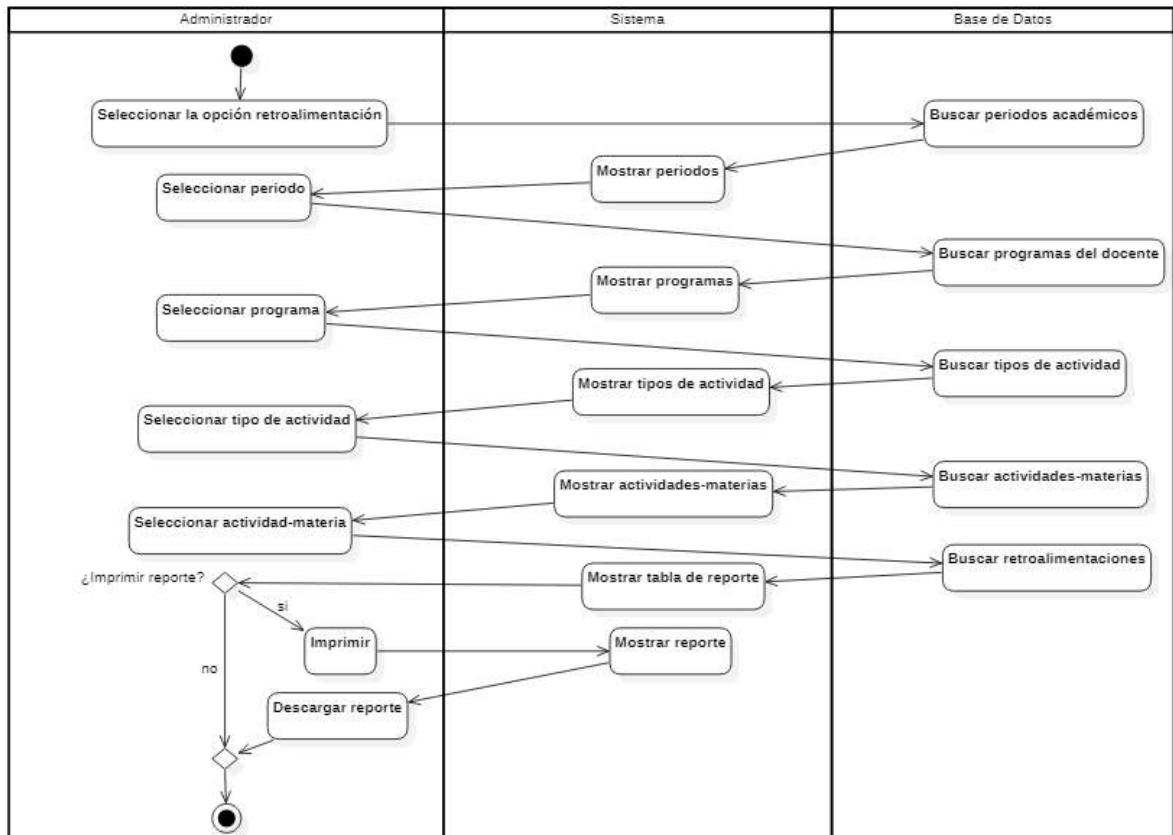 Administrador
Sistema
Base de Datos
Seleccionar la opción retroalimentación
Buscar periodos académicos
Mostrar periodos
Seleccionar periodo
Buscar programas del docente
Mostrar programas
Seleccionar programa
Buscar tipos de actividad
Mostrar tipos de actividad
Seleccionar tipo de actividad
Buscar actividades-materias
Mostrar actividades-materias
Seleccionar actividad-materia
Buscar retroalimentaciones
Mostrar tabla de reporte
¿Imprimir reporte?
si
Imprimir
Mostrar reporte
no
Descargar reporte